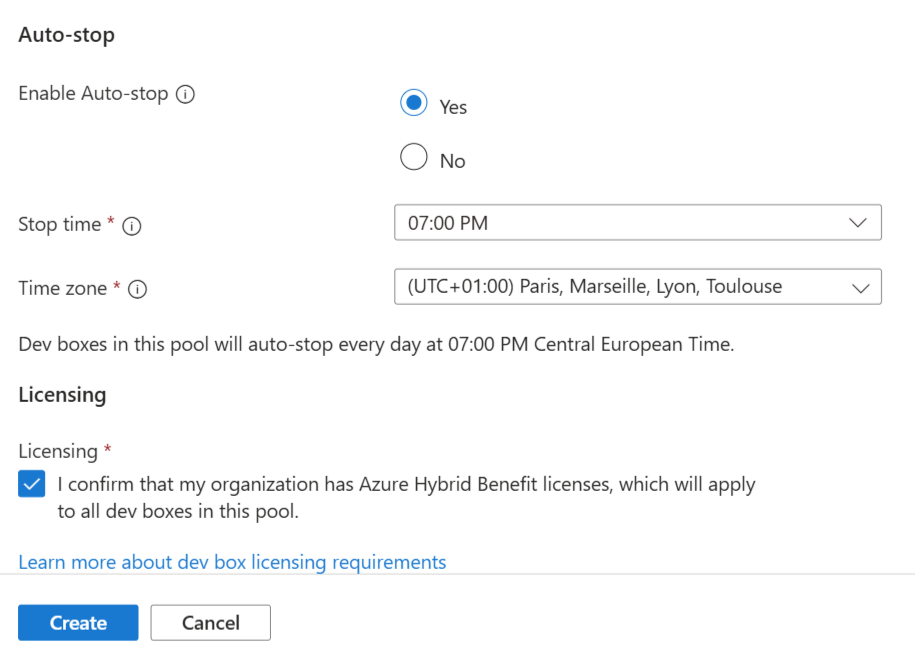 Auto-stop
Enable Auto-stop
Yes
No
Stop time *
07:00 PM
Time zone *
(UTC+01:00) Paris, Marseille, Lyon, Toulouse
Dev boxes in this pool will auto-stop every day at 07:00 PM Central European Time.
Licensing
Licensing *
I confirm that my organization has Azure Hybrid Benefit licenses, which will apply
to all dev boxes in this pool.
Learn more about dev box licensing requirements
Create
Cancel